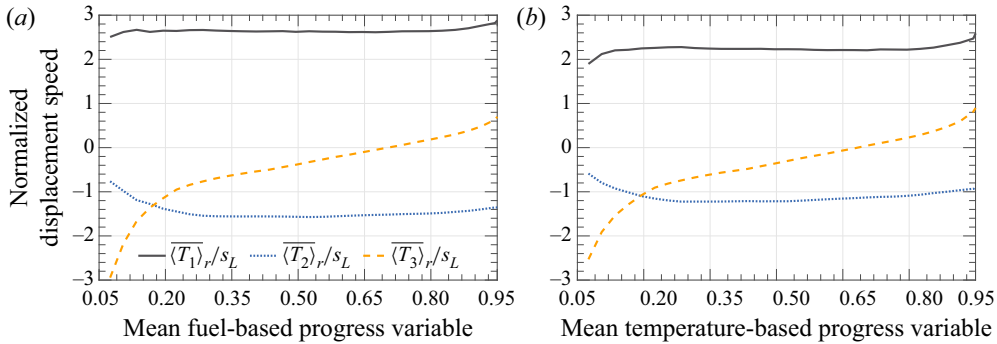 (a)
(b)
Normalized
displacement speed
3
2
1
0
−1
2
−3
0.05 0.20 0.35 0.50 0.65 0.80 0.95
Mean fuel-based progress variable
⟨T₁⟩ᵣ/s_L ⟨T₂⟩ᵣ/s_L ⟨T₃⟩ᵣ/s_L
3
2
1
0
−1
2
−3
0.05 0.20 0.35 0.50 0.65 0.80 0.95
Mean temperature-based progress variable